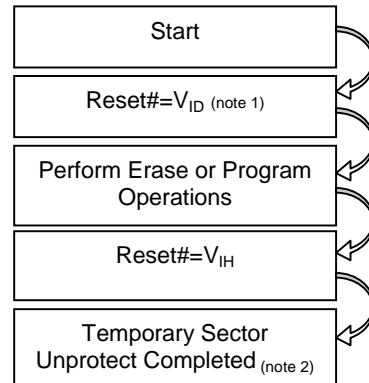 Start
Reset#=VID (note 1)
Perform Erase or Program
Operations
Reset#=VIH
Temporary Sector
Unprotect Completed (note 2)